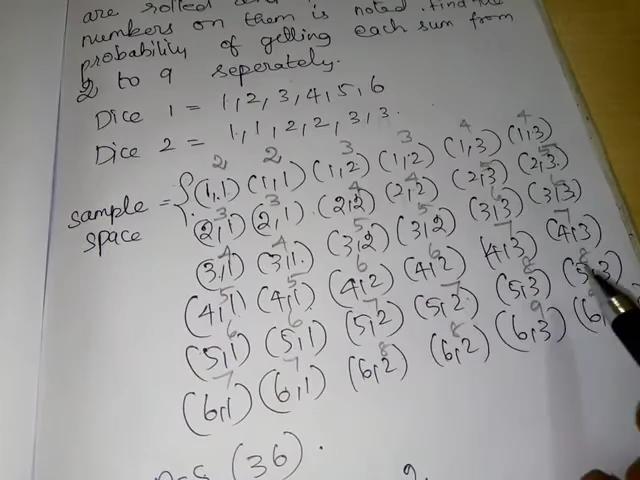 are rolled and
numbers on them is noted. Find the
probability of getting each sum from
2 to 9 seperately.
Dice 1 = 1, 2, 3, 4, 5, 6
Dice 2 = 1, 1, 2, 2, 3, 3.
2 2 3 3 4 4
sample space = { (1,1) (1,1) (1,2) (1,2) (1,3) (1,3)
3 3 4 4 5 5
(2,1) (2,1) (2,2) (2,2) (2,3) (2,3)
4 4 5 5 6 6
(3,1) (3,1) (3,2) (3,2) (3,3) (3,3)
5 5 6 6 7 7
(4,1) (4,1) (4,2) (4,2) (4,3) (4,3)
6 6 7 7 8 8
(5,1) (5,1) (5,2) (5,2) (5,3) (5,3)
7 7 8 8 9
(6,1) (6,1) (6,2) (6,2) (6,3) (6,
(36).